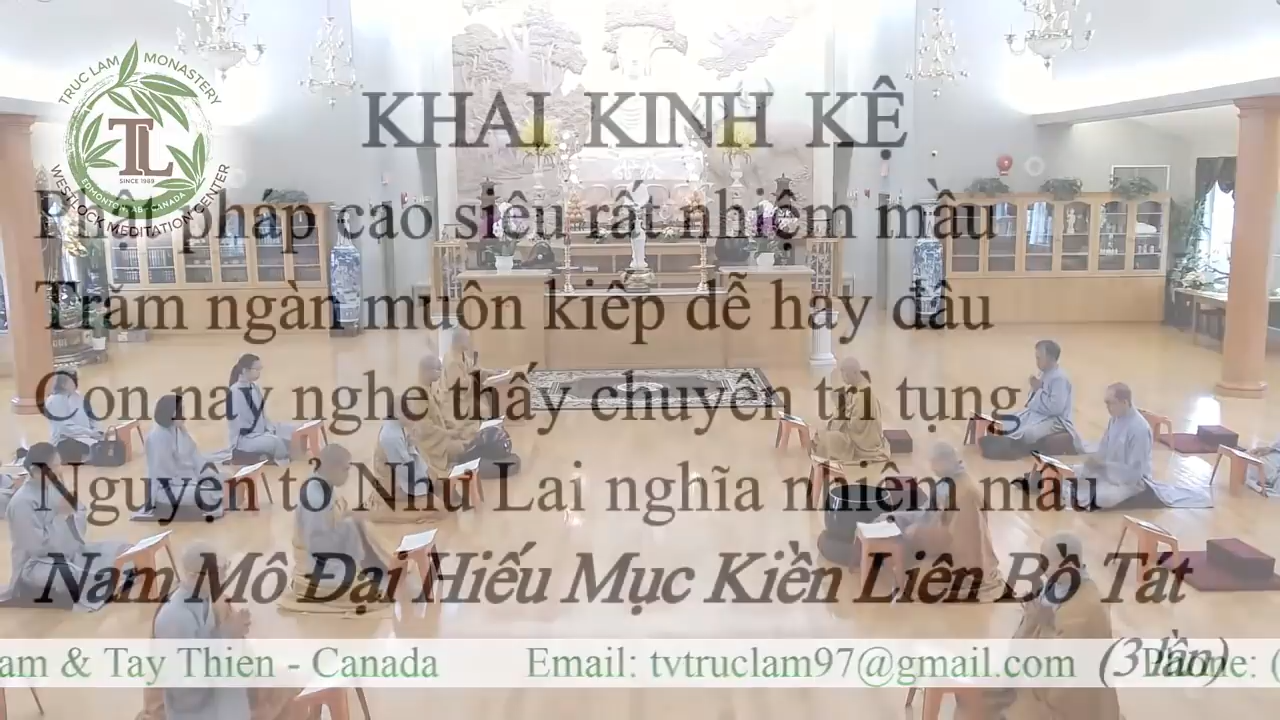 TRUC LAM MONASTERY
TL
SINCE 1989
EDMONTON, AB - CANADA
WESTLOCK MEDITATION CENTER
KHAI KINH KỆ
Phật pháp cao siêu rất nhiệm mầu
Trăm ngàn muôn kiếp dễ hay đâu
Con nay nghe thấy chuyên trì tụng
Nguyện tỏ Như Lai nghĩa nhiệm mầu
Nam Mô Đại Hiếu Mục Kiền Liên Bồ Tát
(3 lần)
am & Tay Thien - Canada Email: tvtruclam97@gmail.com Phone: (